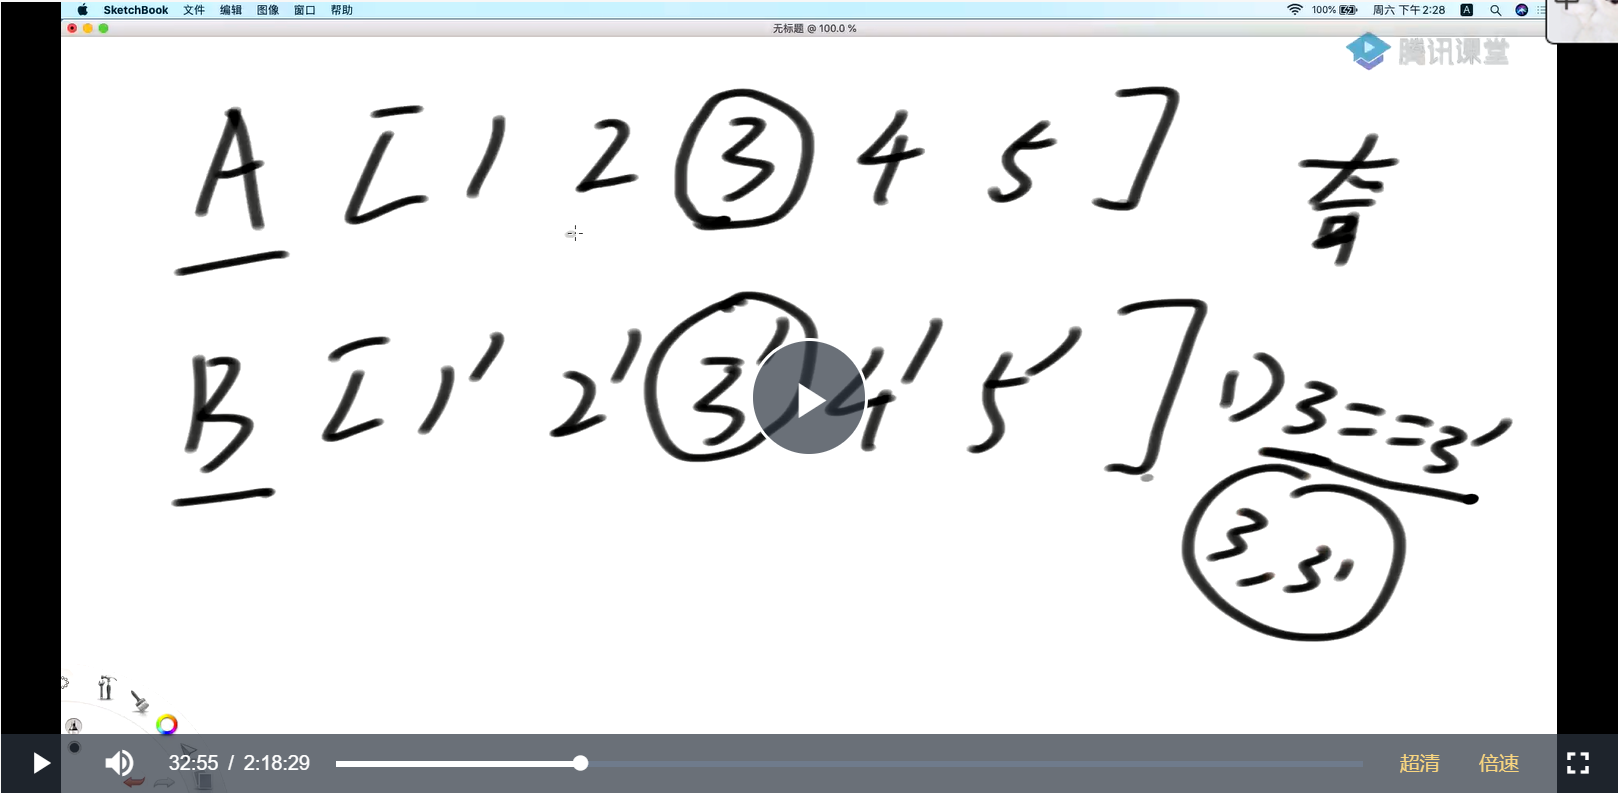 SketchBook 文件 编辑 图像 窗口 帮助 100% 周六 下午2:28 A
无标题 @ 100.0 %
腾讯课堂
A [ 1 2 3 4 5 ]
B [ 1' 2' 3' 4' 5' ] 1) 3 == 3'
3, 3'
32:55 / 2:18:29 超清 倍速